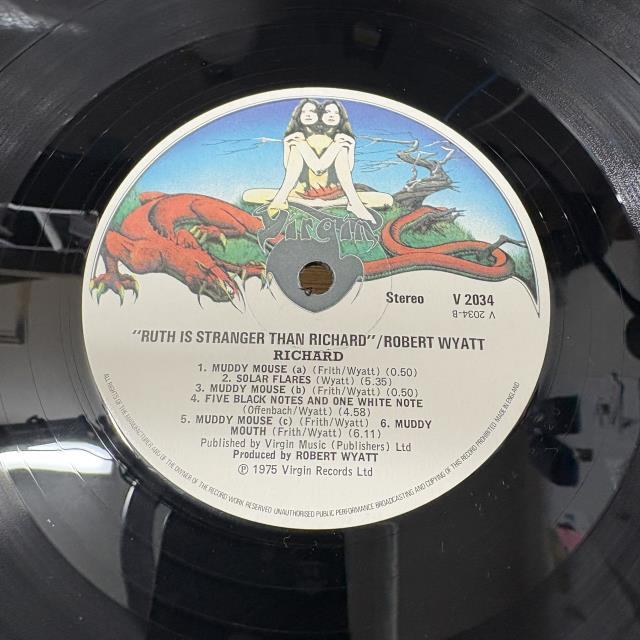 Virgin
Stereo V 2034
V 2034-B
"RUTH IS STRANGER THAN RICHARD"/ROBERT WYATT
RICHARD
1. MUDDY MOUSE (a) (Frith/Wyatt) (0.50)
2. SOLAR FLARES (Wyatt) (5.35)
3. MUDDY MOUSE (b) (Frith/Wyatt) (0.50)
4. FIVE BLACK NOTES AND ONE WHITE NOTE
(Offenbach/Wyatt) (4.58)
5. MUDDY MOUSE (c) (Frith/Wyatt) 6. MUDDY
MOUTH (Frith/Wyatt) (6.11)
Published by Virgin Music (Publishers) Ltd
Produced by ROBERT WYATT
℗ 1975 Virgin Records Ltd
ALL RIGHTS OF THE MANUFACTURER AND OF THE OWNER OF THE RECORD WORK RESERVED UNAUTHORISED PUBLIC PERFORMANCE BROADCASTING AND COPYING OF THIS RECORD PROHIBITED MADE IN ENGLAND